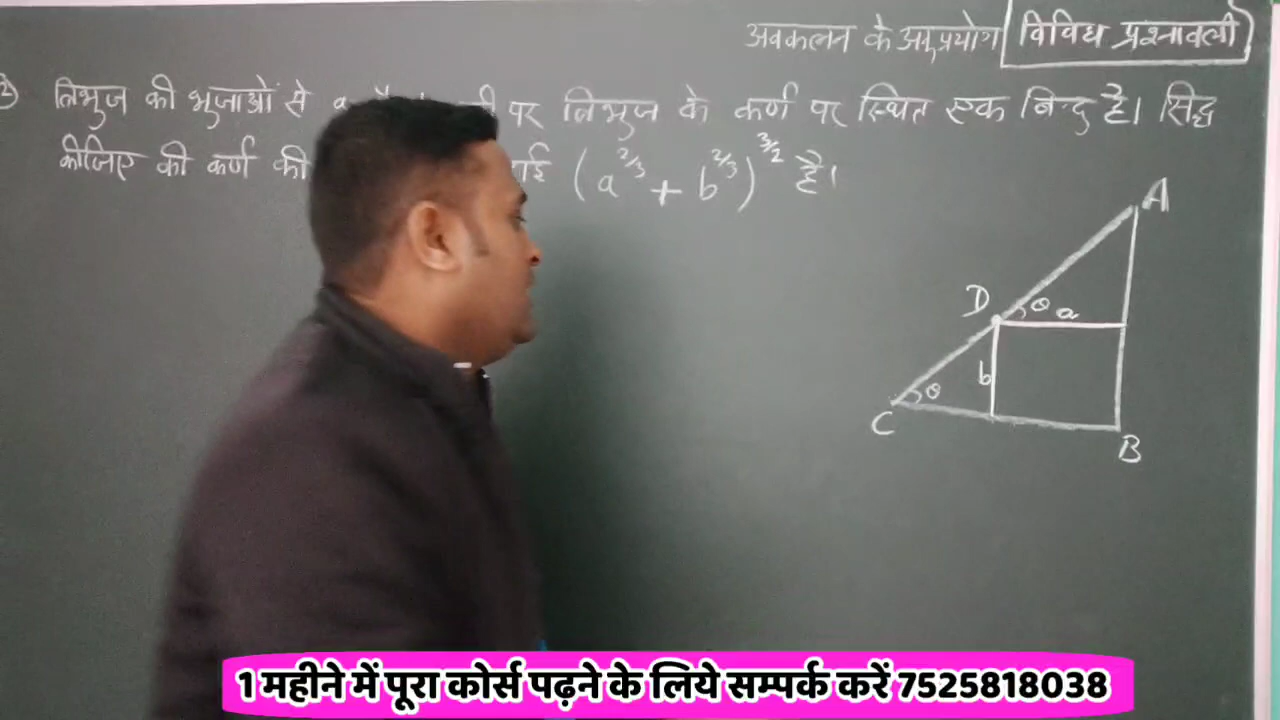 अवकलन के अनुप्रयोग विविध प्रश्नावली
② त्रिभुज की भुजाओं से पर त्रिभुज के कर्ण पर स्थित एक बिन्दु है। सिद्ध
कीजिए की कर्ण की (a^2/3 + b^2/3)^3/2 है।
A
D θ a
b
C θ
B
1 महीने में पूरा कोर्स पढ़ने के लिये सम्पर्क करें 7525818038